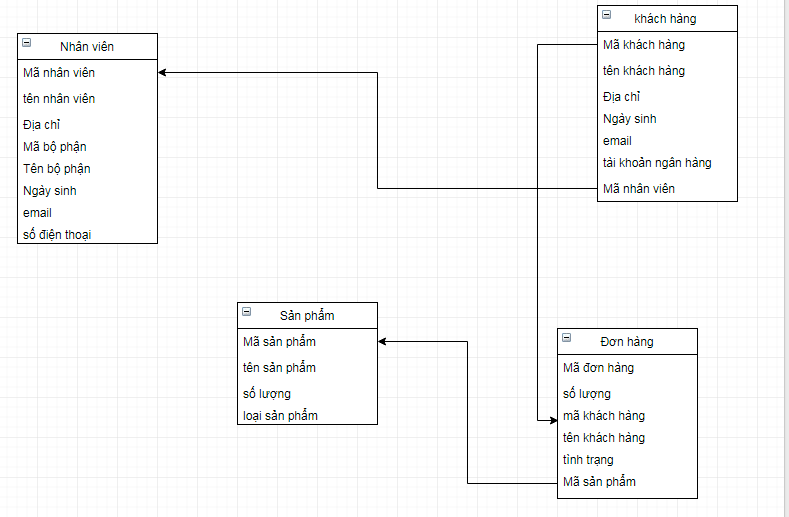 Nhân viên
Mã nhân viên
tên nhân viên
Địa chỉ
Mã bộ phận
Tên bộ phận
Ngày sinh
email
số điện thoại
khách hàng
Mã khách hàng
tên khách hàng
Địa chỉ
Ngày sinh
email
tài khoản ngân hàng
Mã nhân viên
Sản phẩm
Mã sản phẩm
tên sản phẩm
số lượng
loại sản phẩm
Đơn hàng
Mã đơn hàng
số lượng
mã khách hàng
tên khách hàng
tình trạng
Mã sản phẩm